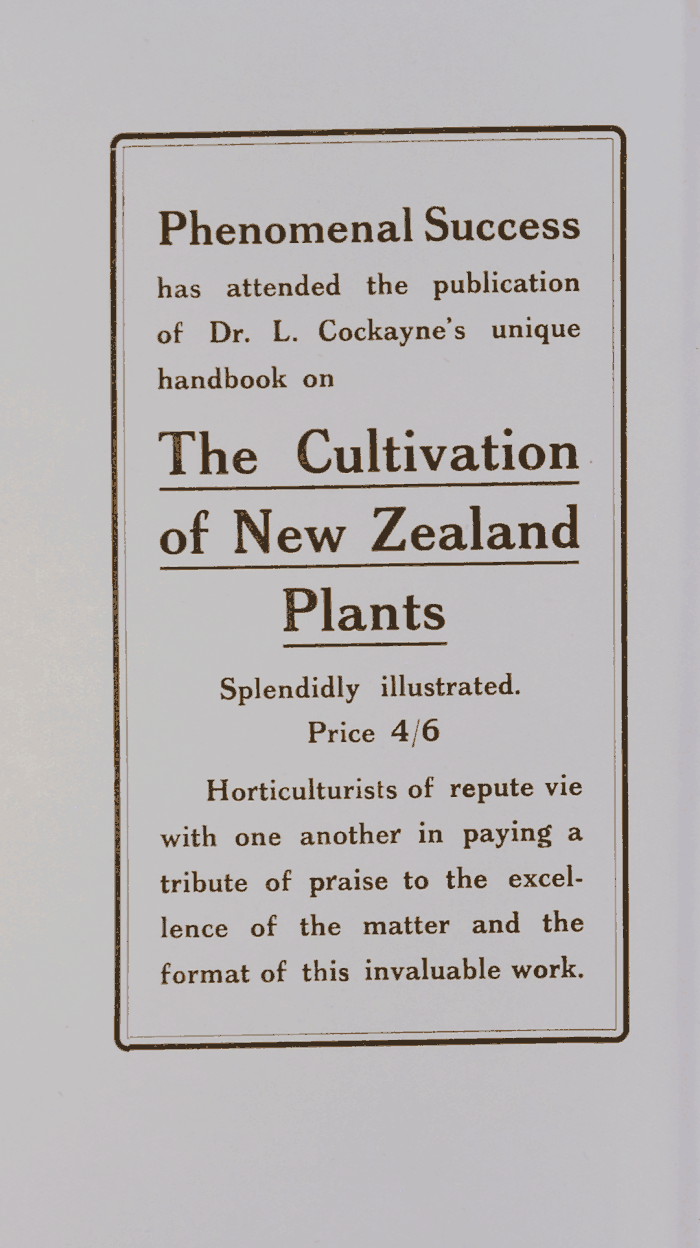 Phenomenal Success
has attended the publication
of Dr. L. Cockayne's unique
handbook on
The Cultivation
of New Zealand
Plants
Splendidly illustrated.
Price 4/6
Horticulturists of repute vie
with one another in paying a
tribute of praise to the excel-
lence of the matter and the
format of this invaluable work.